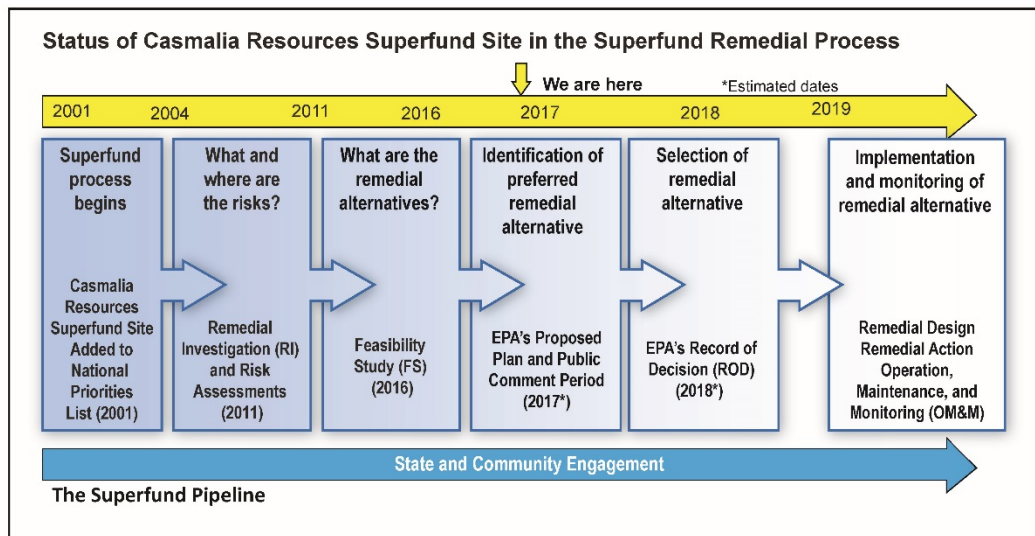 Status of Casmalia Resources Superfund Site in the Superfund Remedial Process
We are here
*Estimated dates
2001
2004
2011
2016
2017
2018
2019
Superfund
process
begins
Casmalia
Resources
Superfund Site
Added to
National
Priorities
List (2001)
What and
where are
the risks?
Remedial
Investigation (RI)
and Risk
Assessments
(2011)
What are the
remedial
alternatives?
Feasibility
Study (FS)
(2016)
Identification of
preferred
remedial
alternative
EPA's Proposed
Plan and Public
Comment Period
(2017*)
Selection of
remedial
alternative
EPA's Record of
Decision (ROD)
(2018*)
Implementation
and monitoring of
remedial alternative
Remedial Design
Remedial Action
Operation,
Maintenance, and
Monitoring (OM&M)
State and Community Engagement
The Superfund Pipeline